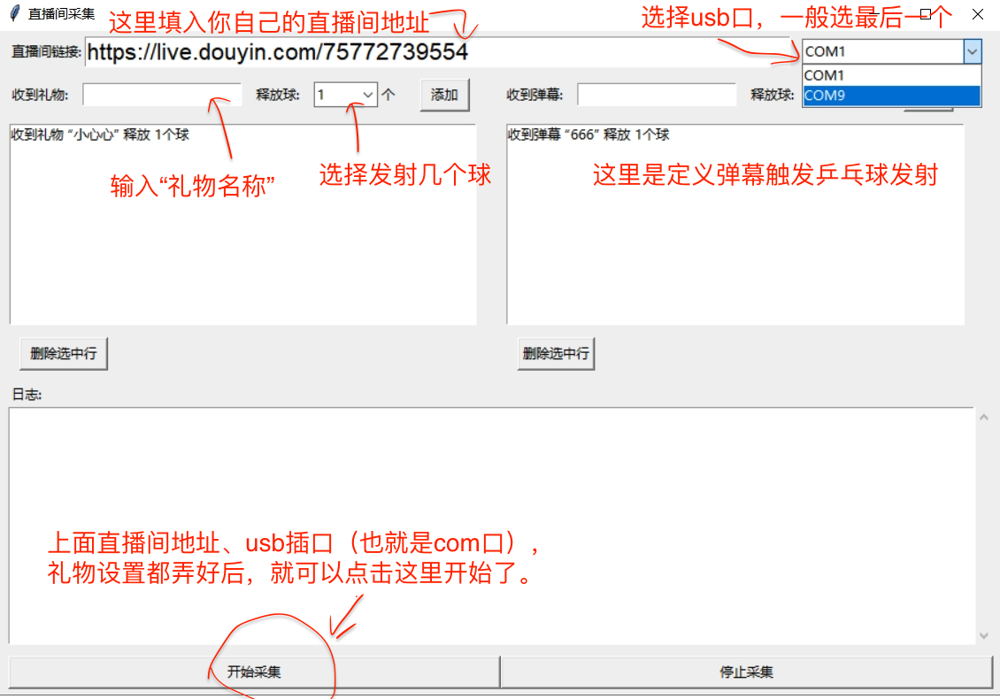 直播间采集
这里填入你自己的直播间地址
选择usb口，一般选最后一个
直播间链接:
https://live.douyin.com/75772739554
COM1
COM1
COM9
收到礼物:
释放球:
1
个
添加
收到弹幕:
释放球:
收到礼物 “小心心” 释放 1个球
收到弹幕 “666” 释放 1个球
输入“礼物名称”
选择发射几个球
这里是定义弹幕触发乒乓球发射
删除选中行
删除选中行
日志:
上面直播间地址、usb插口（也就是com口），
礼物设置都弄好后，就可以点击这里开始了。
开始采集
停止采集